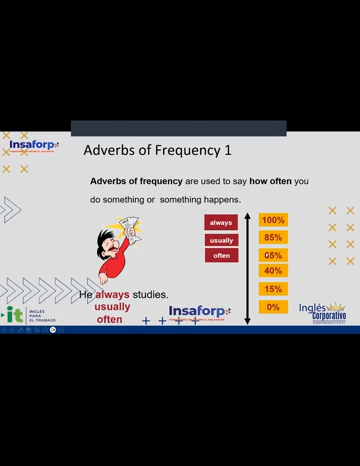 Insaforp
Adverbs of Frequency 1
Adverbs of frequency are used to say how often you
do something or something happens.
always
100%
usually
85%
often
65%
40%
15%
0%
He always studies.
usually
often
it
INGLÉS
PARA
EL TRABAJO
Insaforp
Inglés
Corporativo